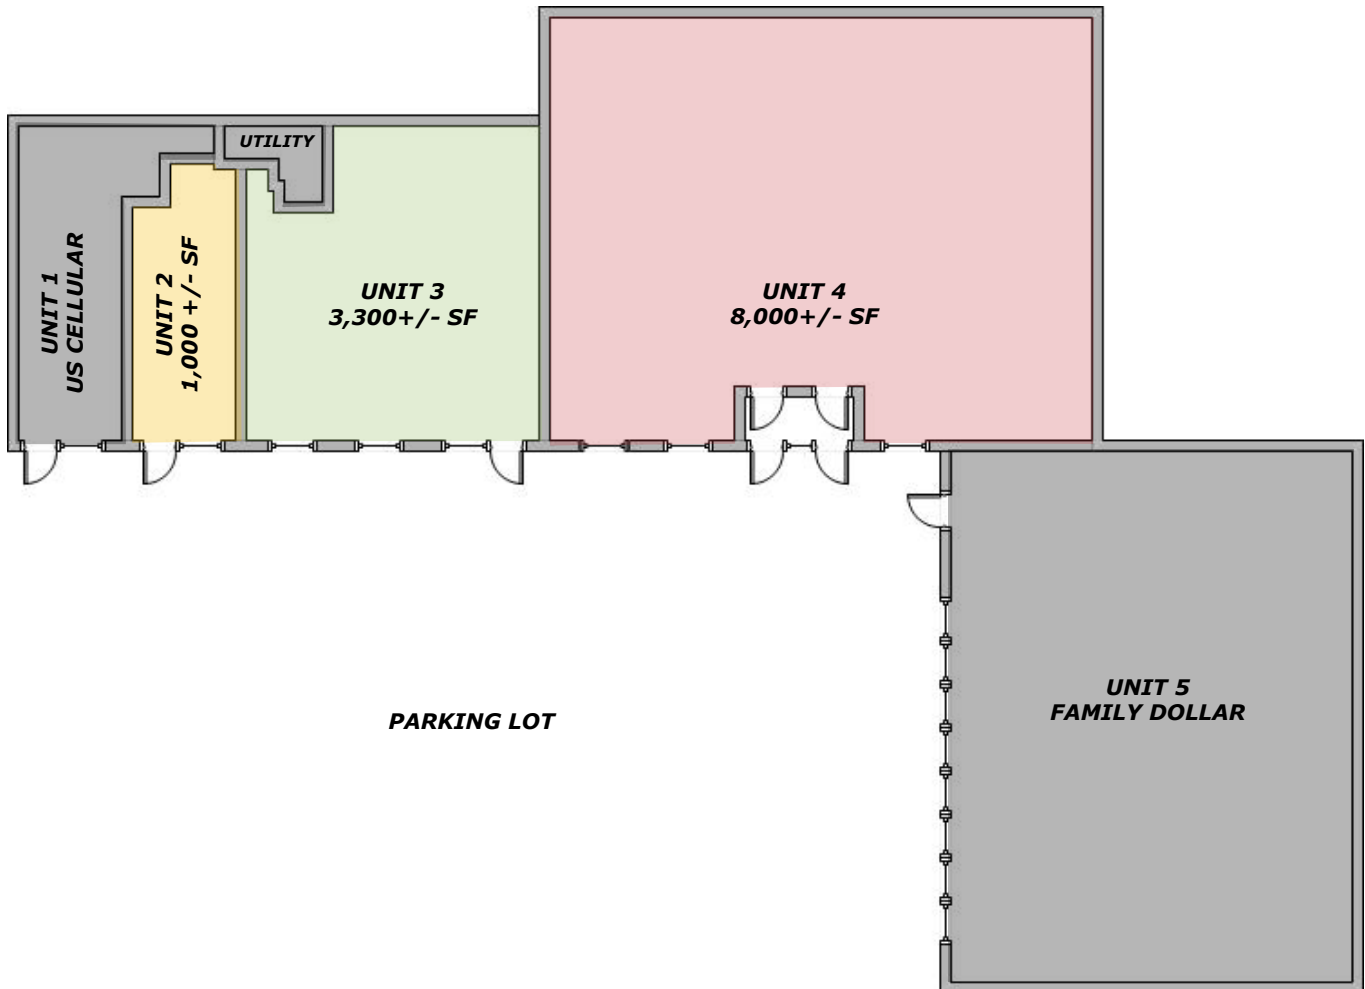 UTILITY
UNIT 1
US CELLULAR
UNIT 2
1,000 +/- SF
UNIT 3
3,300+/- SF
UNIT 4
8,000+/- SF
UNIT 5
FAMILY DOLLAR
PARKING LOT